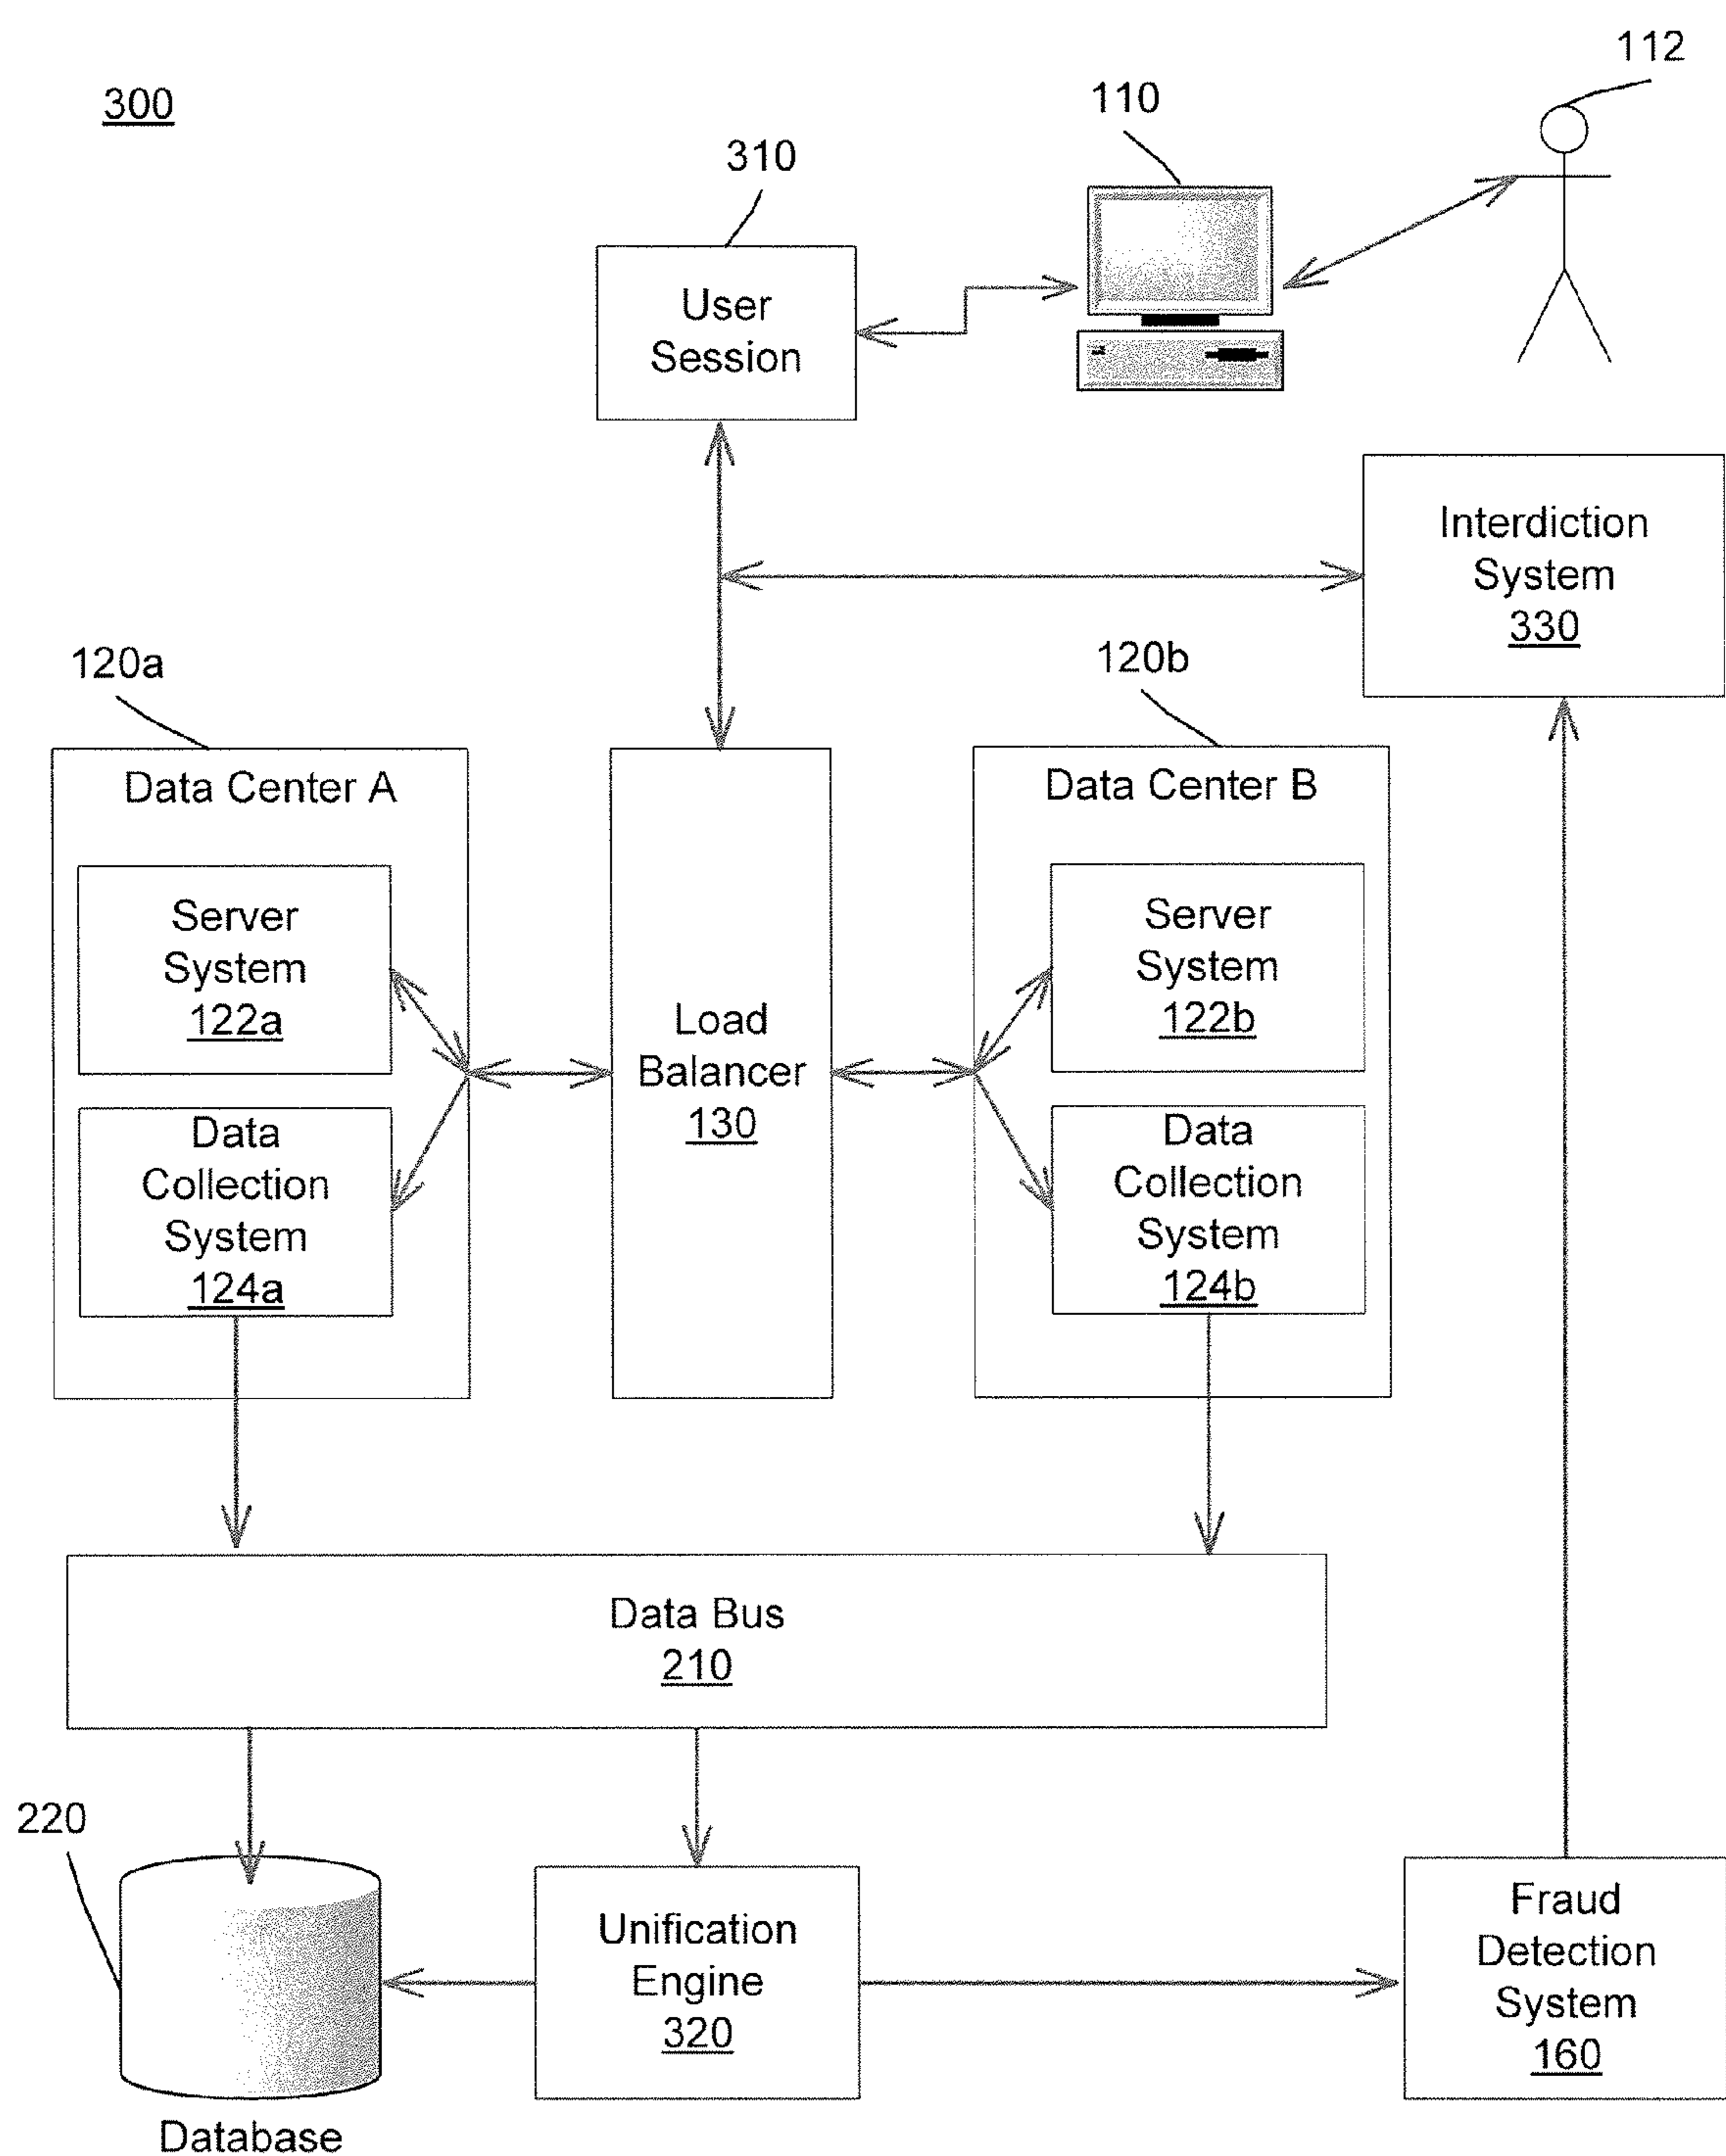 112
300
110
310
User
Session
Interdiction
System
330
120a
120b
Data Center A
Data Center B
Server
System
122a
Server
System
122b
Load
Balancer
130
Data
Collection
System
124a
Data
Collection
System
124b
Data Bus
210
220
Unification
Engine
320
Fraud
Detection
System
160
Database